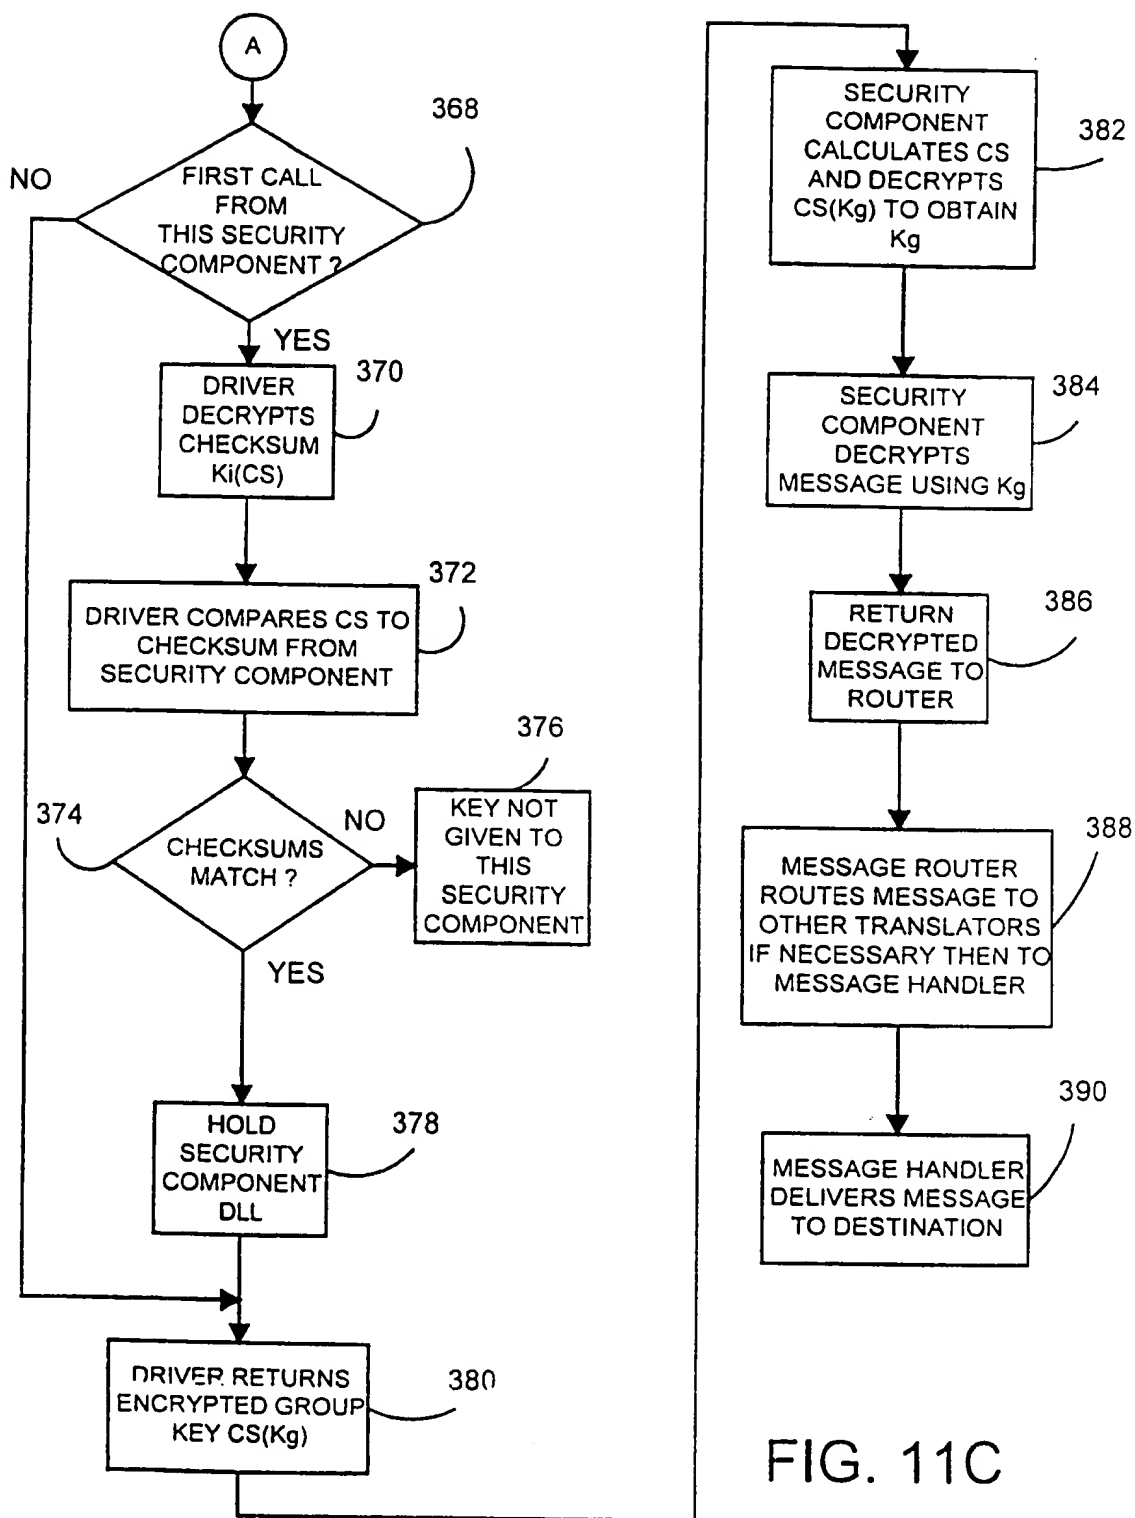 A
368
NO
FIRST CALL
FROM
THIS SECURITY
COMPONENT ?
YES
370
DRIVER
DECRYPTS
CHECKSUM
Ki(CS)
372
DRIVER COMPARES CS TO
CHECKSUM FROM
SECURITY COMPONENT
374
CHECKSUMS
MATCH ?
NO
376
KEY NOT
GIVEN TO
THIS
SECURITY
COMPONENT
YES
378
HOLD
SECURITY
COMPONENT
DLL
380
DRIVER RETURNS
ENCRYPTED GROUP
KEY CS(Kg)
382
SECURITY
COMPONENT
CALCULATES CS
AND DECRYPTS
CS(Kg) TO OBTAIN
Kg
384
SECURITY
COMPONENT
DECRYPTS
MESSAGE USING Kg
386
RETURN
DECRYPTED
MESSAGE TO
ROUTER
388
MESSAGE ROUTER
ROUTES MESSAGE TO
OTHER TRANSLATORS
IF NECESSARY THEN TO
MESSAGE HANDLER
390
MESSAGE HANDLER
DELIVERS MESSAGE
TO DESTINATION
FIG. 11C